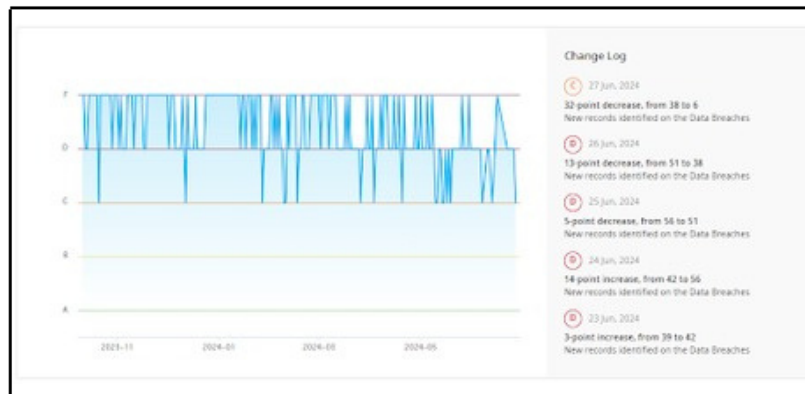 F
D
C
B
A
2023-11
2024-01
2024-03
2024-05
Change Log
C 27 Jun, 2024
32-point decrease, from 38 to 6
New records identified on the Data Breaches
D 26 Jun, 2024
13-point decrease, from 51 to 38
New records identified on the Data Breaches
D 25 Jun, 2024
5-point decrease, from 56 to 51
New records identified on the Data Breaches
D 24 Jun, 2024
14-point increase, from 42 to 56
New records identified on the Data Breaches
D 23 Jun, 2024
3-point increase, from 39 to 42
New records identified on the Data Breaches